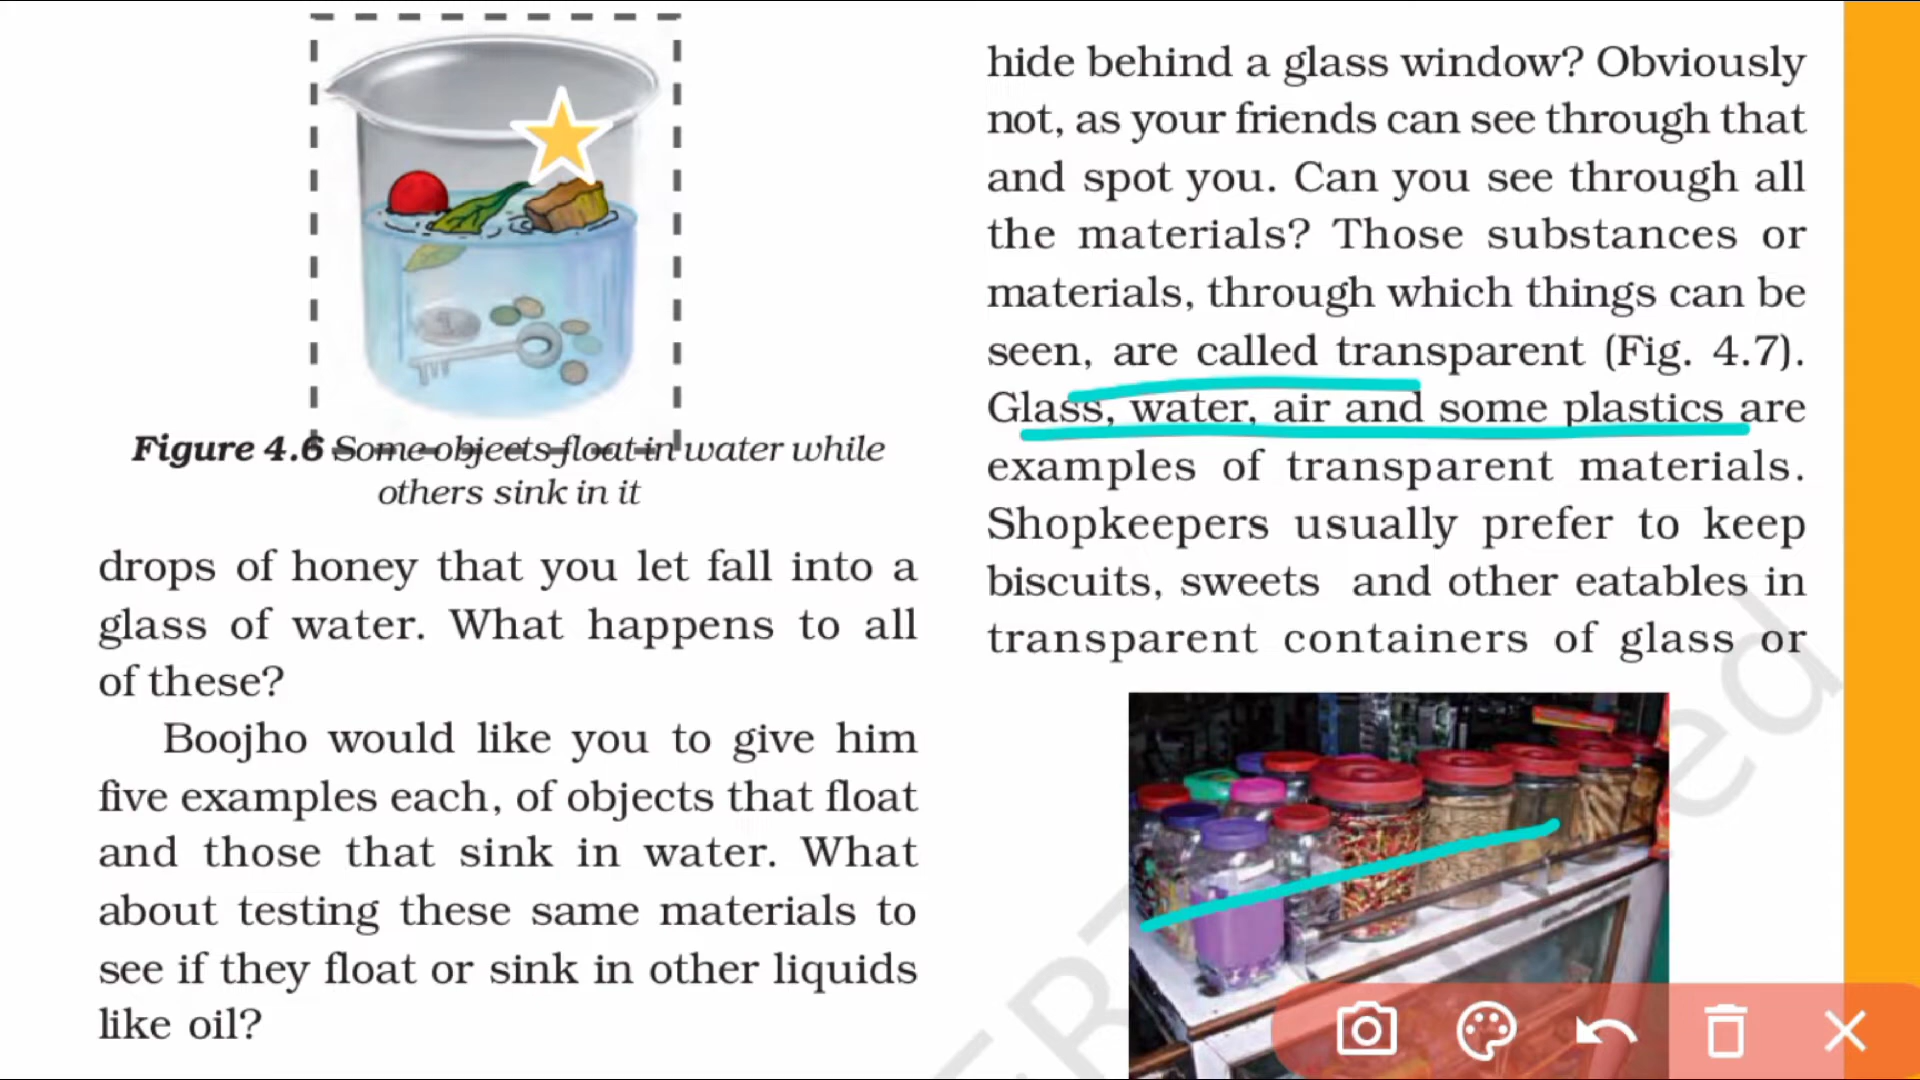 Figure 4.6 Some objects float in water while
others sink in it
drops of honey that you let fall into a
glass of water. What happens to all
of these?
Boojho would like you to give him
five examples each, of objects that float
and those that sink in water. What
about testing these same materials to
see if they float or sink in other liquids
like oil?
hide behind a glass window? Obviously
not, as your friends can see through that
and spot you. Can you see through all
the materials? Those substances or
materials, through which things can be
seen, are called transparent (Fig. 4.7).
Glass, water, air and some plastics are
examples of transparent materials.
Shopkeepers usually prefer to keep
biscuits, sweets and other eatables in
transparent containers of glass or